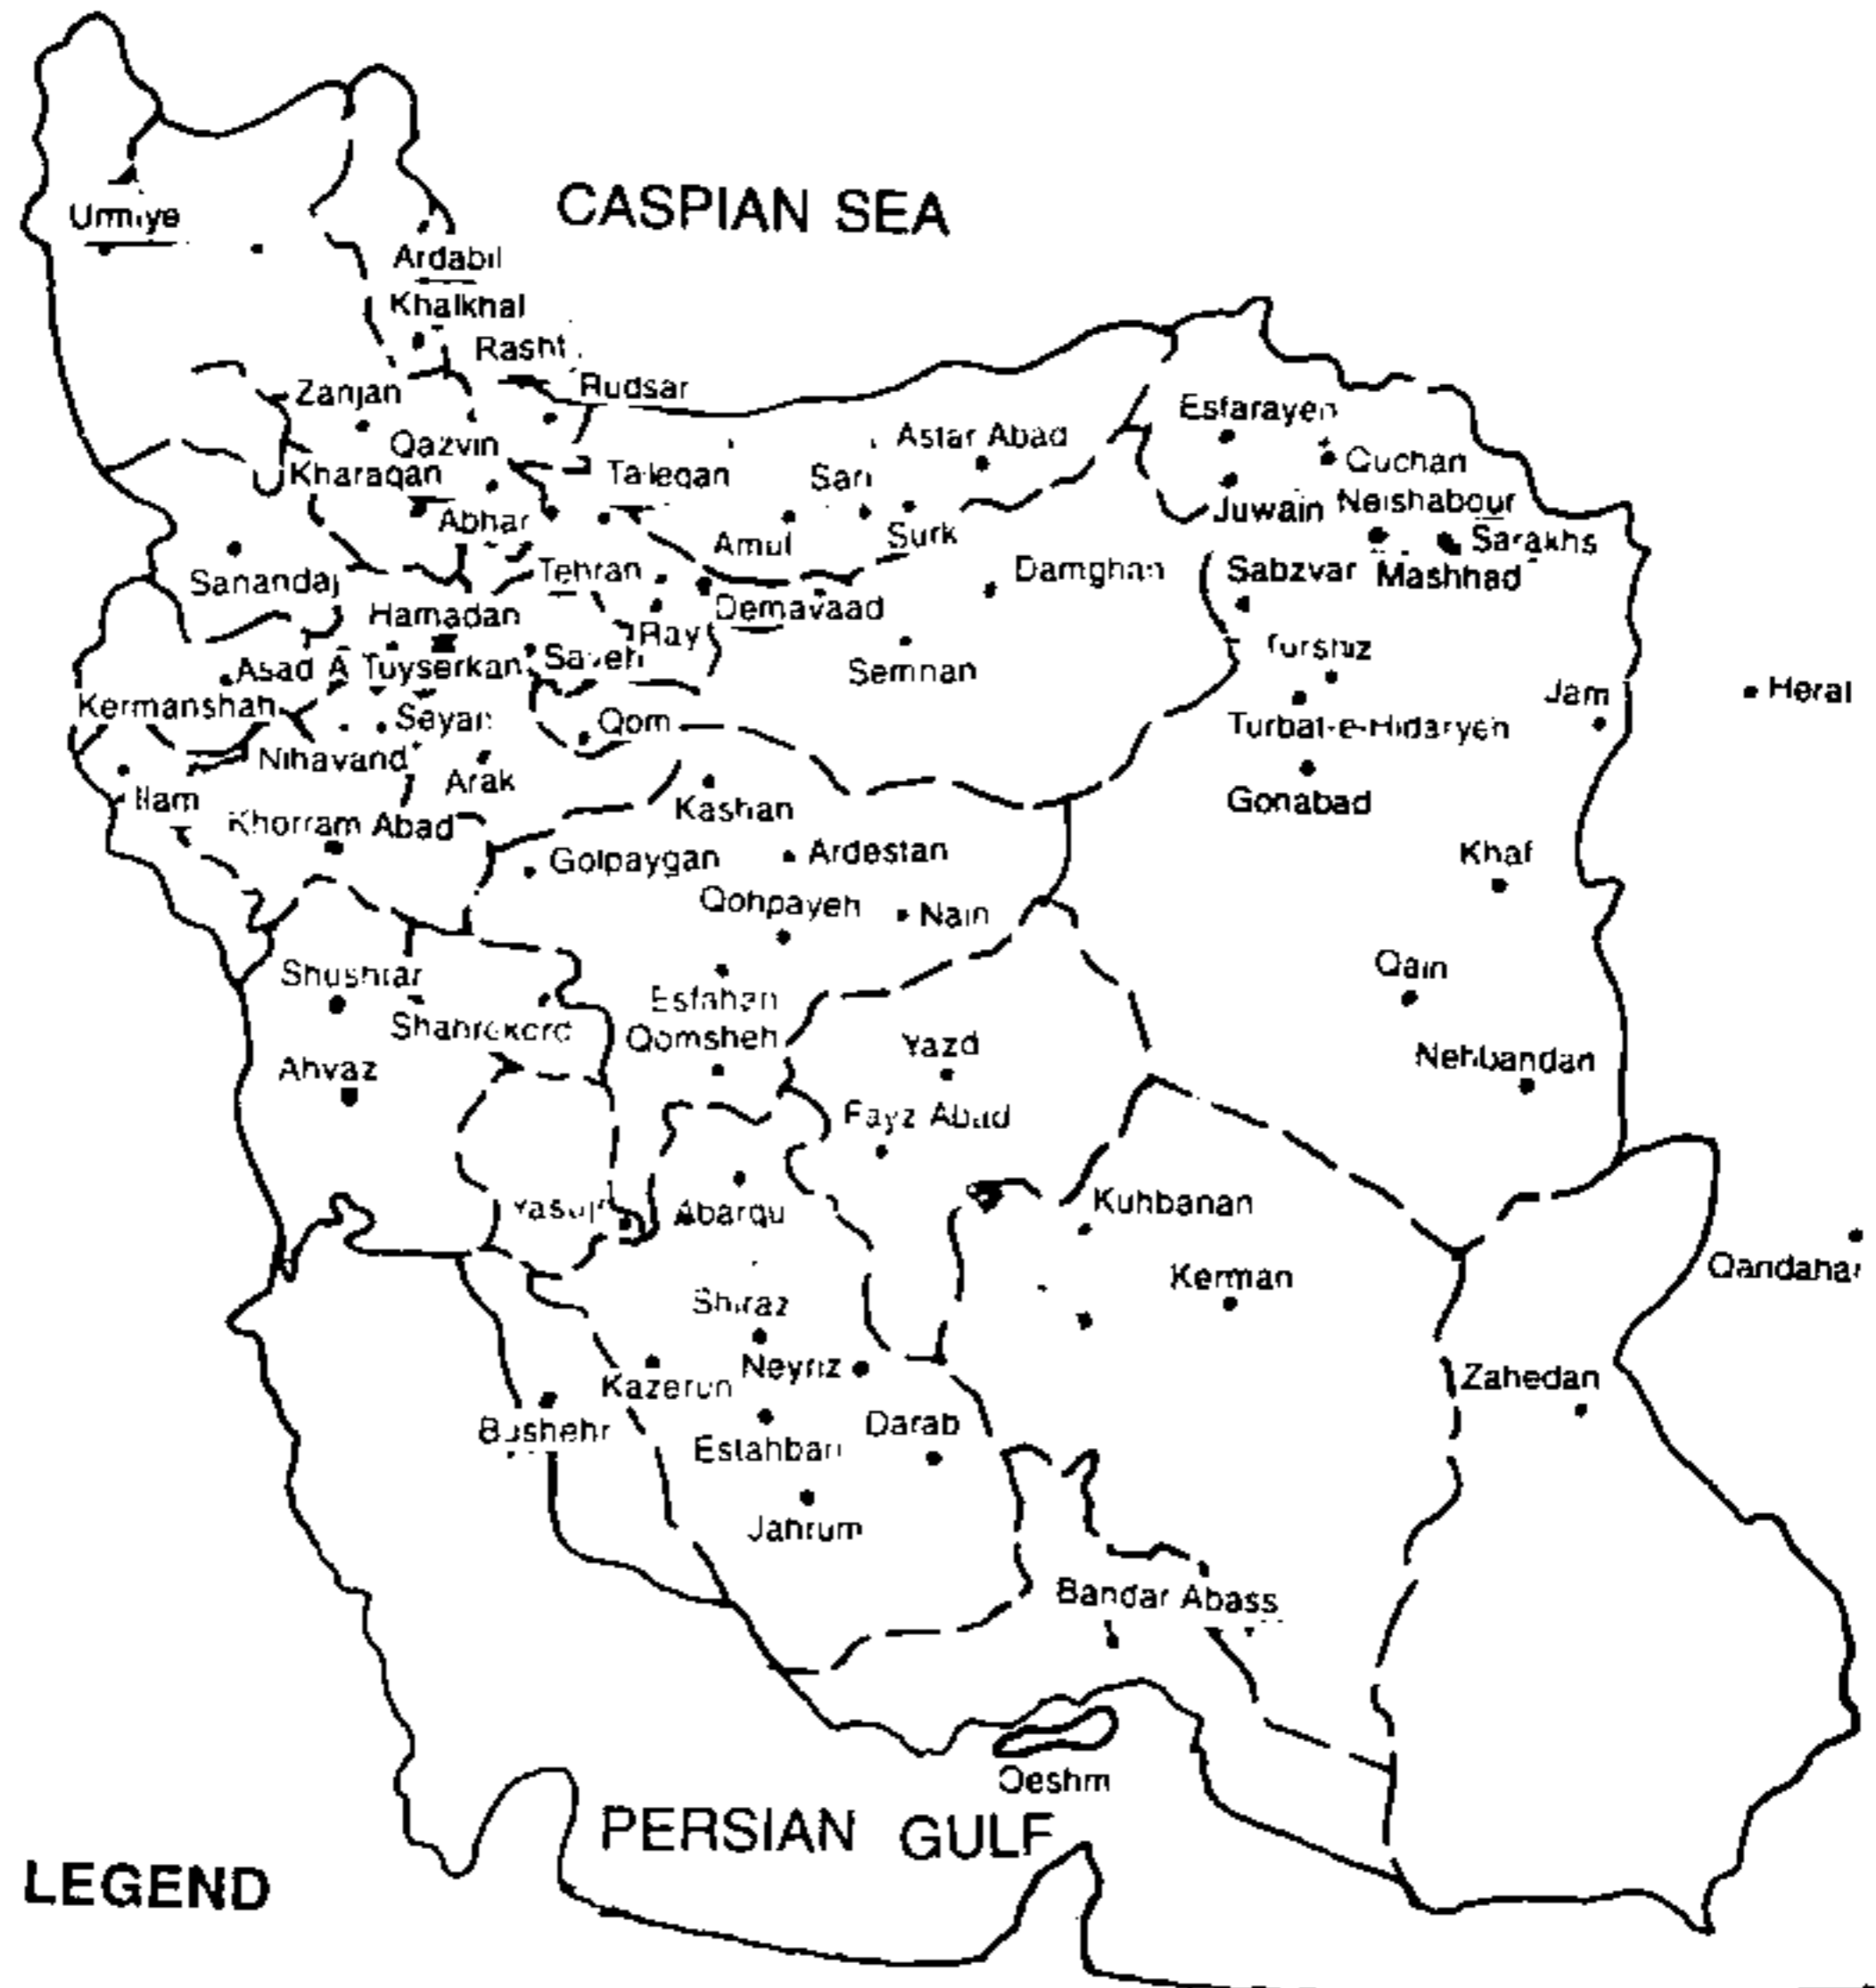 CASPIAN SEA
Urmiye
Ardabil
Khalkhal
Rasht
Zanjan
Rudsar
Esfarayen
Qazvin
Astar Abad
Kharaqan
Taleqan
Sari
Quchan
Abhar
Juwain
Neishabour
Amul
Surk
Sarakhs
Sanandaj
Tehran
Damghan
Sabzvar
Mashhad
Hamadan
Demavaad
Ray
Turshiz
Asad A
Tuyserkan
Saveh
Semnan
Kermanshah
Jam
Herat
Qom
Turbat-e-Hidaryeh
Nihavand
Ilam
Arak
Kashan
Gonabad
Khorram Abad
Golpaygan
Ardestan
Khaf
Qohpayeh
Nain
Shushtar
Qain
Esfahan
Shahrekord
Qomsheh
Yazd
Nehbandan
Ahvaz
Fayz Abad
Yasuj
Abarqu
Kuhbanan
Qandahar
Kerman
Shiraz
Neyriz
Kazerun
Zahedan
Bushehr
Darab
Estahban
Jahrum
Bandar Abass
Qeshm
PERSIAN GULF
LEGEND